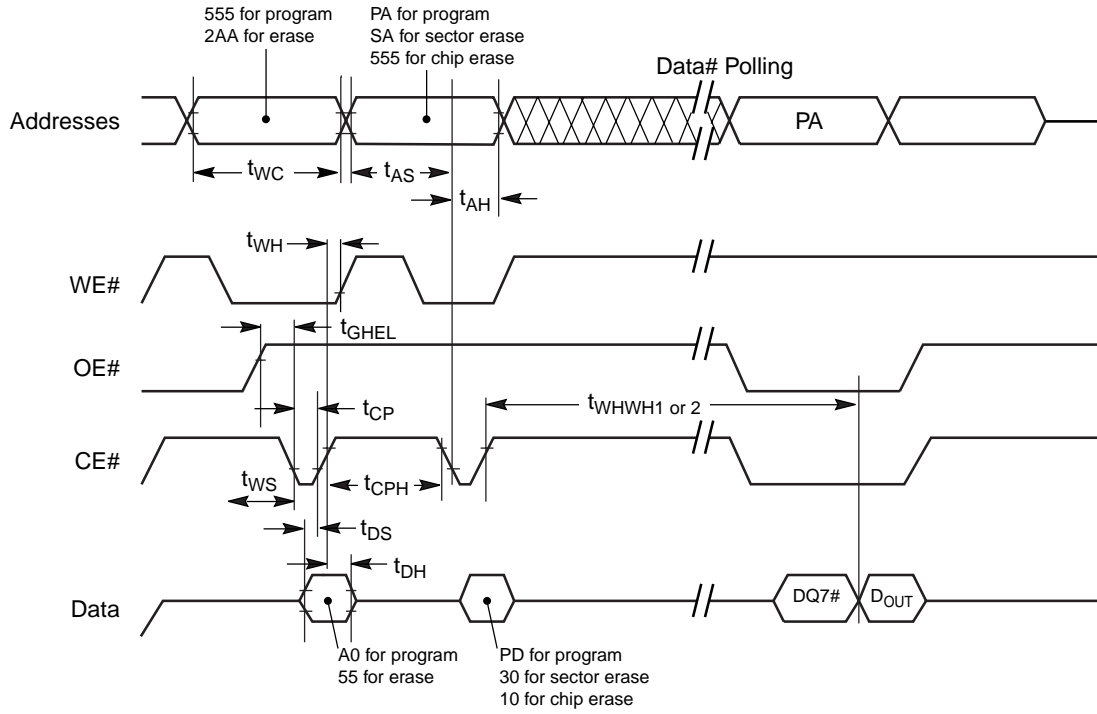 555 for program
2AA for erase
PA for program
SA for sector erase
555 for chip erase
Data# Polling
Addresses
PA
tWC
tAS
tAH
tWH
WE#
tGHEL
OE#
tWHWH1 or 2
tCP
CE#
tWS
tCPH
tDS
tDH
Data
DQ7#
DOUT
A0 for program
55 for erase
PD for program
30 for sector erase
10 for chip erase